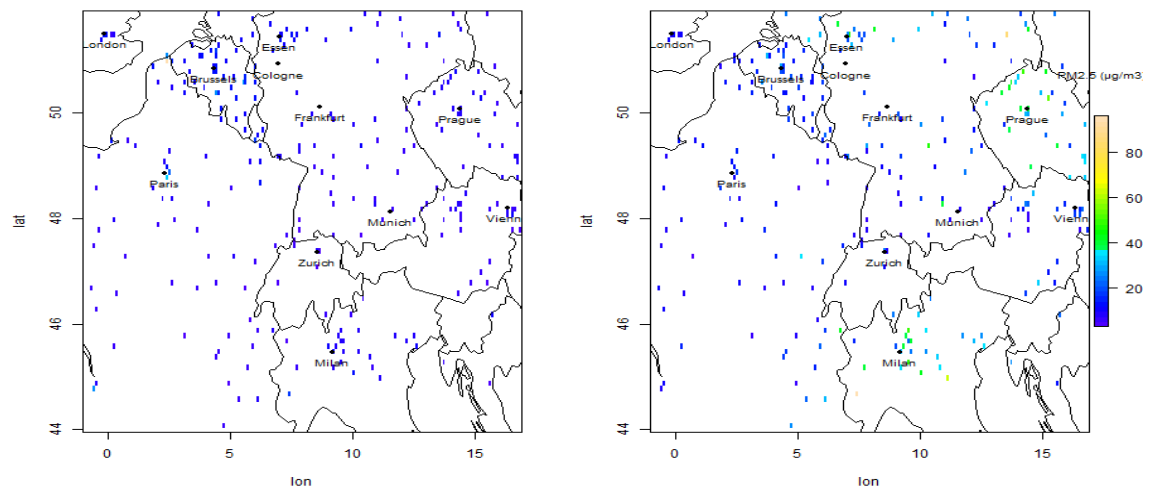 London
Essen
Cologne
Brussels
Frankfurt
Prague
Paris
Munich
Vienn
Zurich
Milan
44
46
48
50
lat
0
5
10
15
lon
London
Essen
Cologne
Brussels
Frankfurt
Prague
Paris
Munich
Vienn
Zurich
Milan
44
46
48
50
lat
0
5
10
15
lon
PM2.5 (µg/m3
80
60
40
20